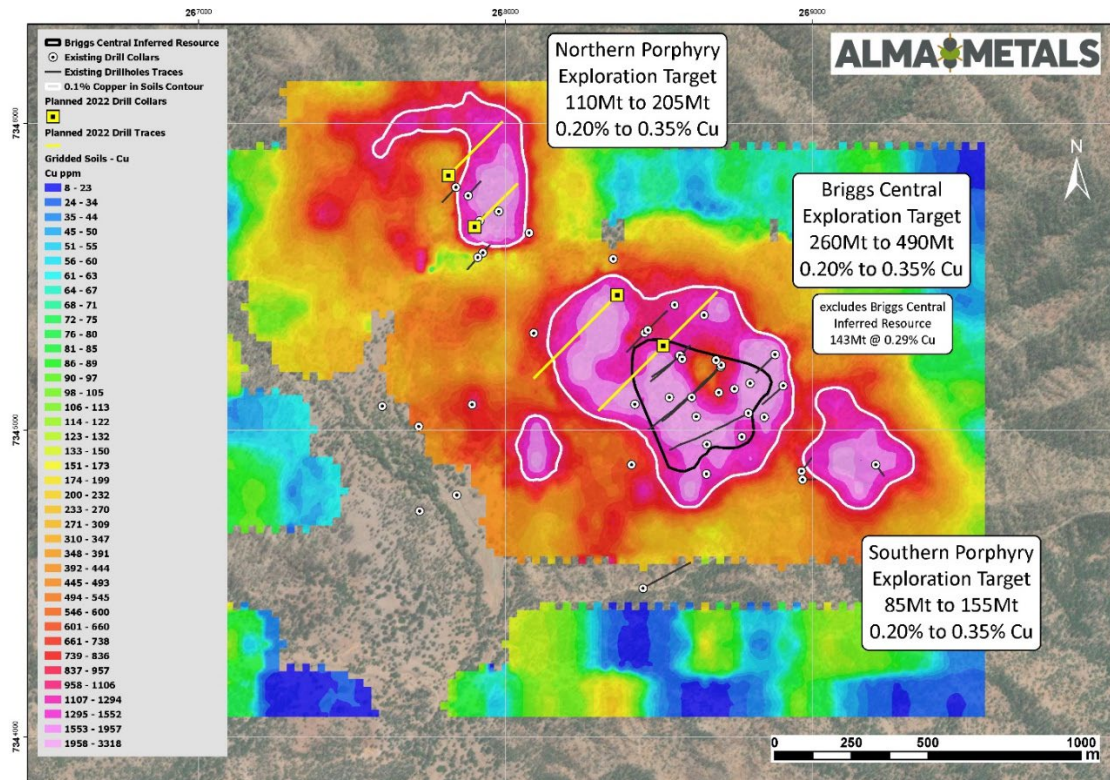 267000
268000
269000
Briggs Central Inferred Resource
Existing Drill Collars
Existing Drillholes Traces
0.1% Copper in Soils Contour
Planned 2022 Drill Collars
Planned 2022 Drill Traces
Gridded Soils - Cu
Cu ppm
8 - 23
24 - 34
35 - 44
45 - 50
51 - 55
56 - 60
61 - 63
64 - 67
68 - 71
72 - 75
76 - 80
81 - 85
86 - 89
90 - 97
98 - 105
106 - 113
114 - 122
123 - 132
133 - 150
151 - 173
174 - 199
200 - 232
233 - 270
271 - 309
310 - 347
348 - 391
392 - 444
445 - 493
494 - 545
546 - 600
601 - 660
661 - 738
739 - 836
837 - 957
958 - 1106
1107 - 1294
1295 - 1552
1553 - 1957
1958 - 3318
Northern Porphyry
Exploration Target
110Mt to 205Mt
0.20% to 0.35% Cu
ALMA METALS
N
Briggs Central
Exploration Target
260Mt to 490Mt
0.20% to 0.35% Cu
excludes Briggs Central
Inferred Resource
143Mt @ 0.29% Cu
Southern Porphyry
Exploration Target
85Mt to 155Mt
0.20% to 0.35% Cu
7346000
7345000
7344000
0 250 500 1000
m